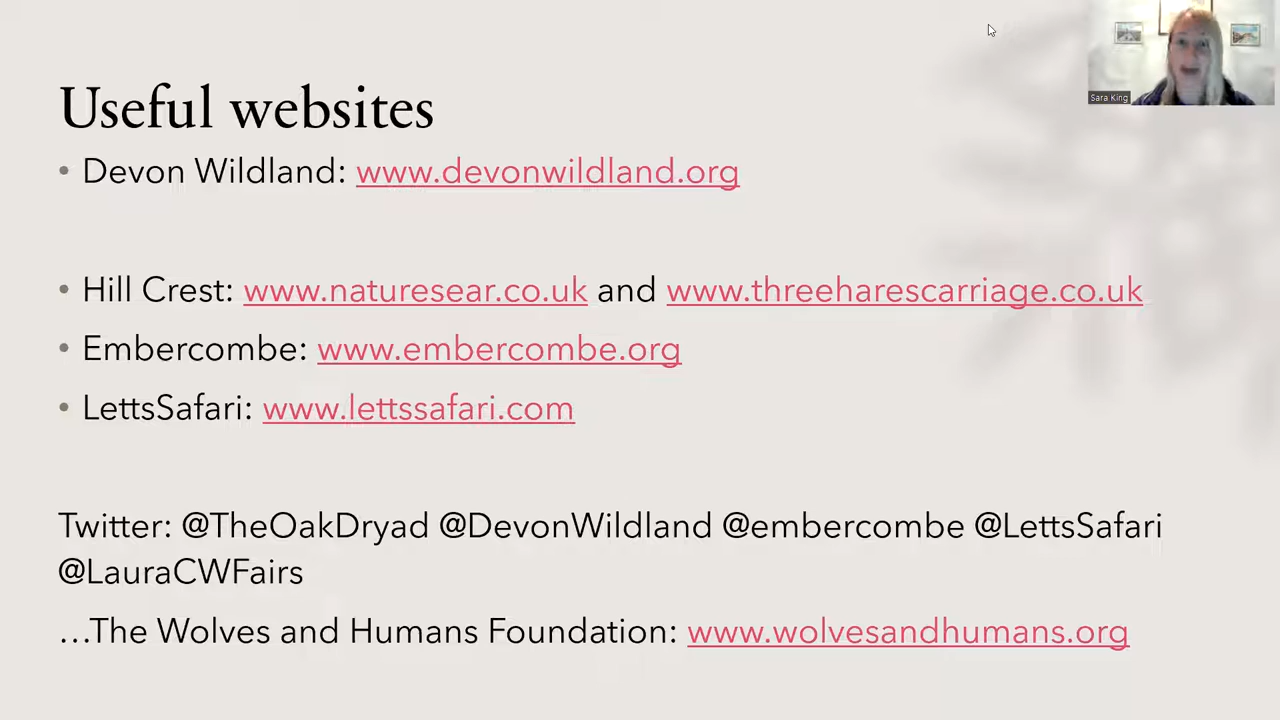 Useful websites
• Devon Wildland: www.devonwildland.org
• Hill Crest: www.naturesear.co.uk and www.threeharescarriage.co.uk
• Embercombe: www.embercombe.org
• LettsSafari: www.lettssafari.com
Twitter: @TheOakDryad @DevonWildland @embercombe @LettsSafari
@LauraCWFairs
…The Wolves and Humans Foundation: www.wolvesandhumans.org
Sara King